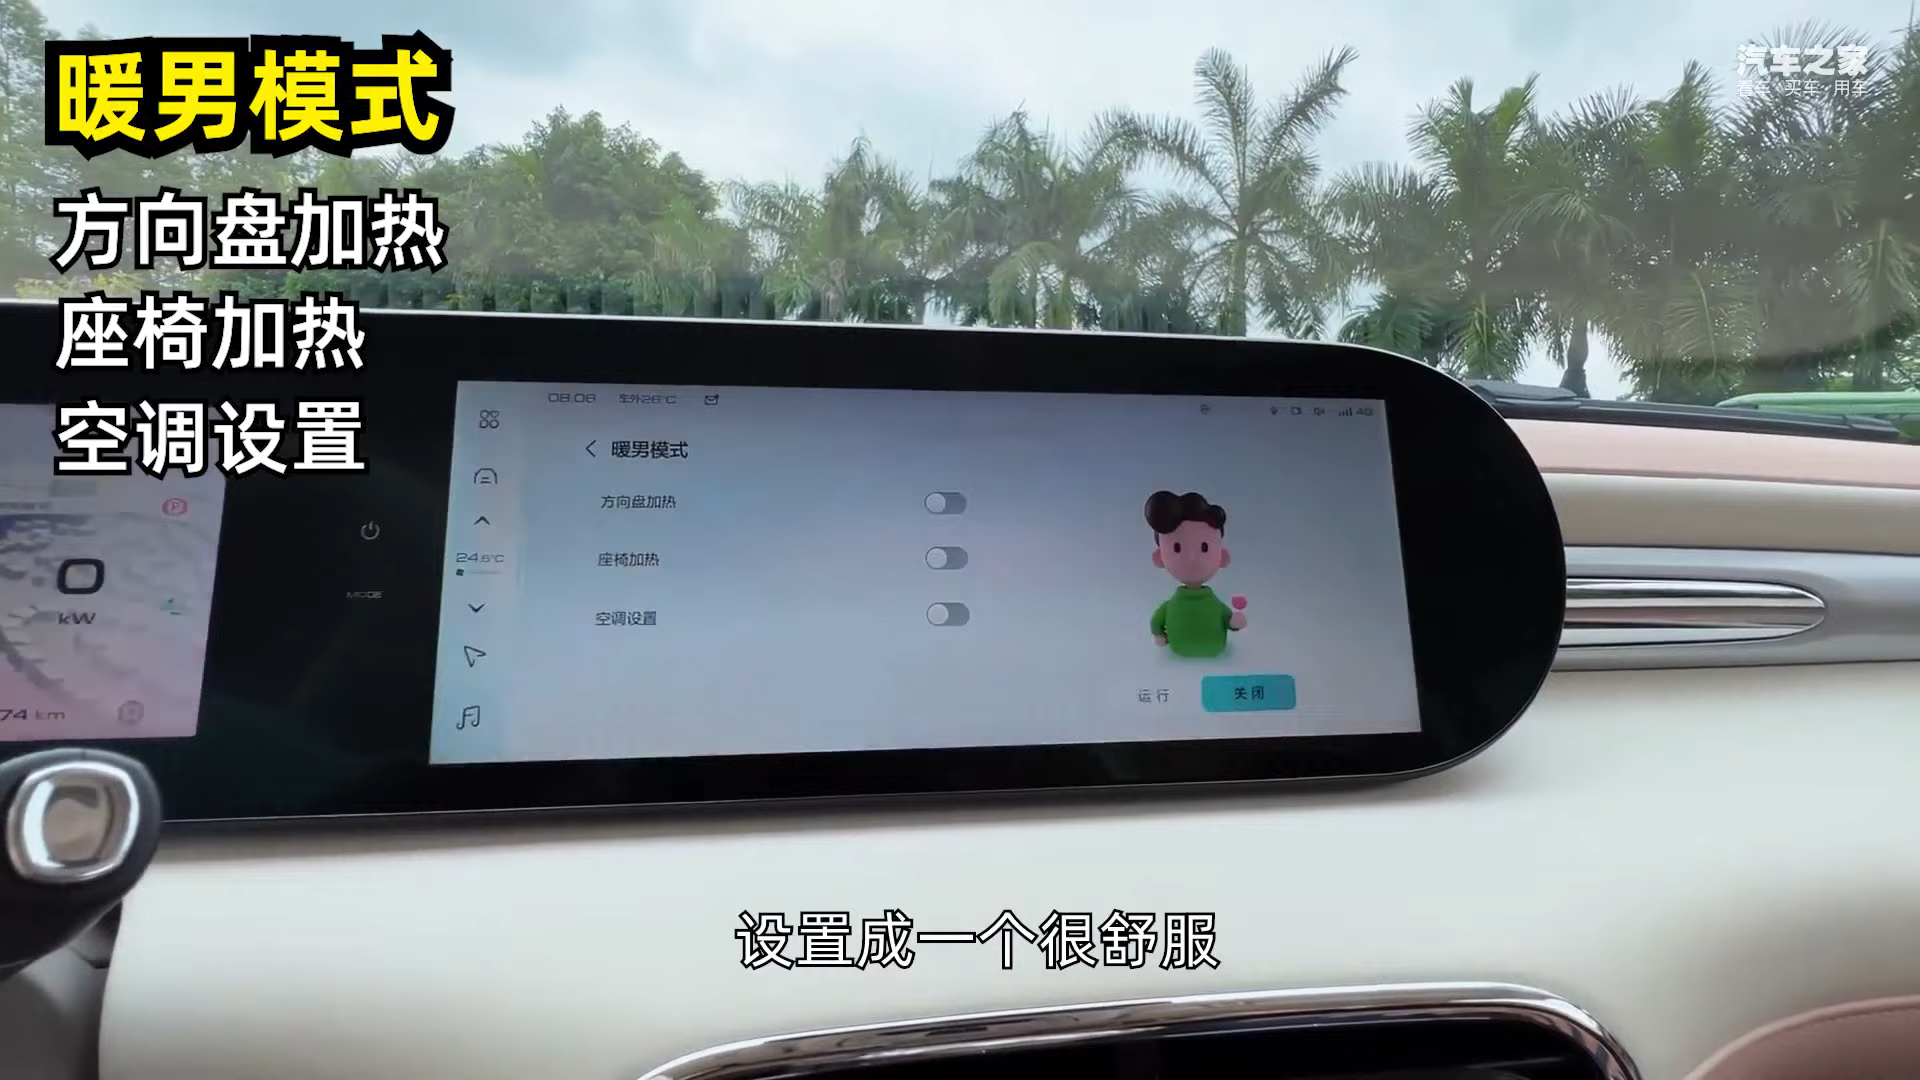 暖男模式
方向盘加热
座椅加热
空调设置
汽车之家
看车 买车 用车
08:06 车外26°C
暖男模式
方向盘加热
座椅加热
空调设置
24.5°C
运行
关闭
MODE
0
kW
74 km
设置成一个很舒服